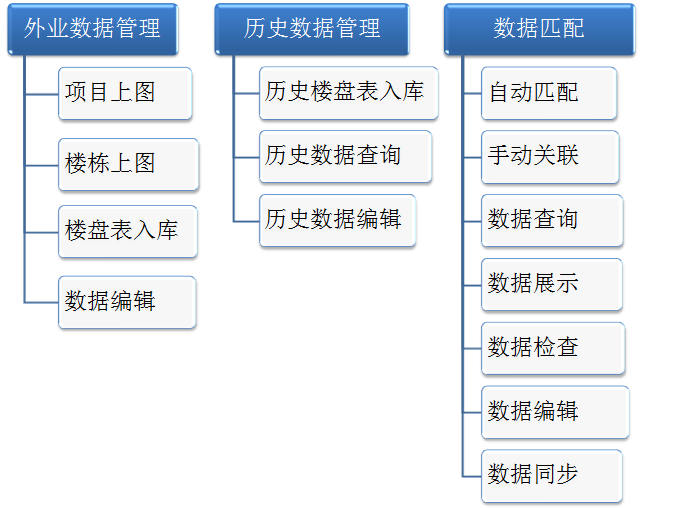 外业数据管理
项目上图
楼栋上图
楼盘表入库
数据编辑
历史数据管理
历史楼盘表入库
历史数据查询
历史数据编辑
数据匹配
自动匹配
手动关联
数据查询
数据展示
数据检查
数据编辑
数据同步